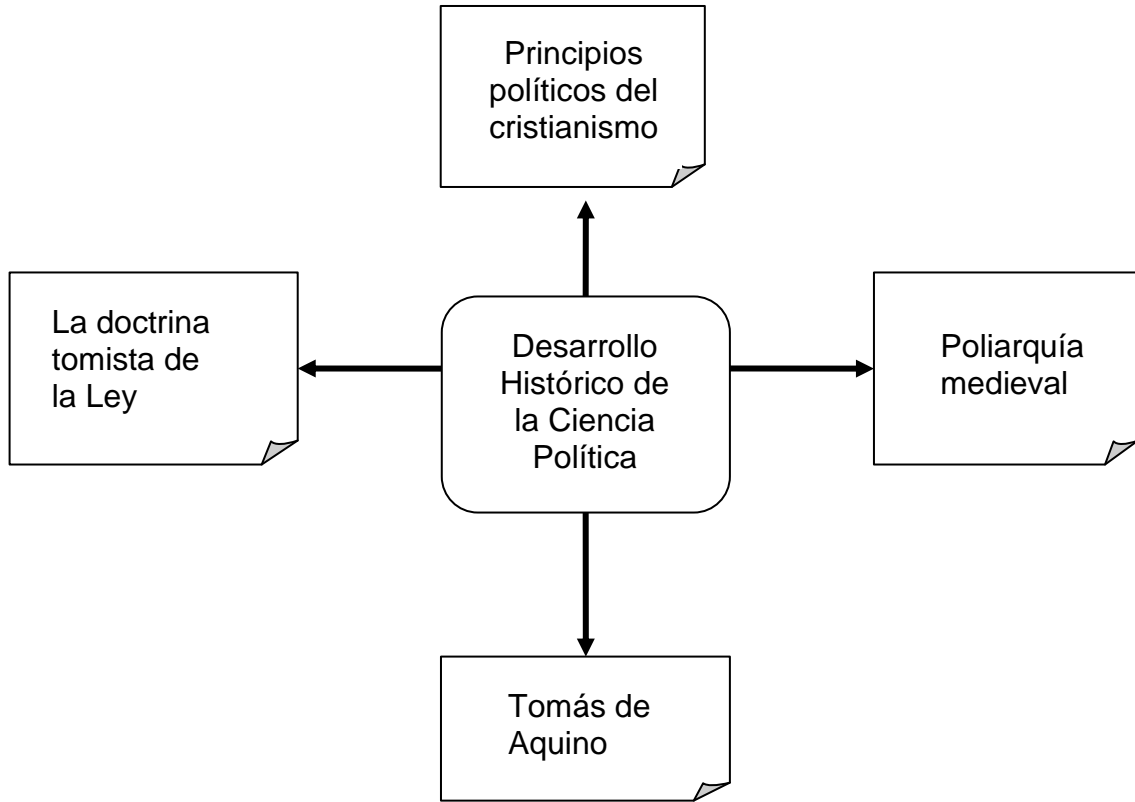 Principios
políticos del
cristianismo
La doctrina
tomista de
la Ley
Desarrollo
Histórico de
la Ciencia
Política
Poliarquía
medieval
Tomás de
Aquino